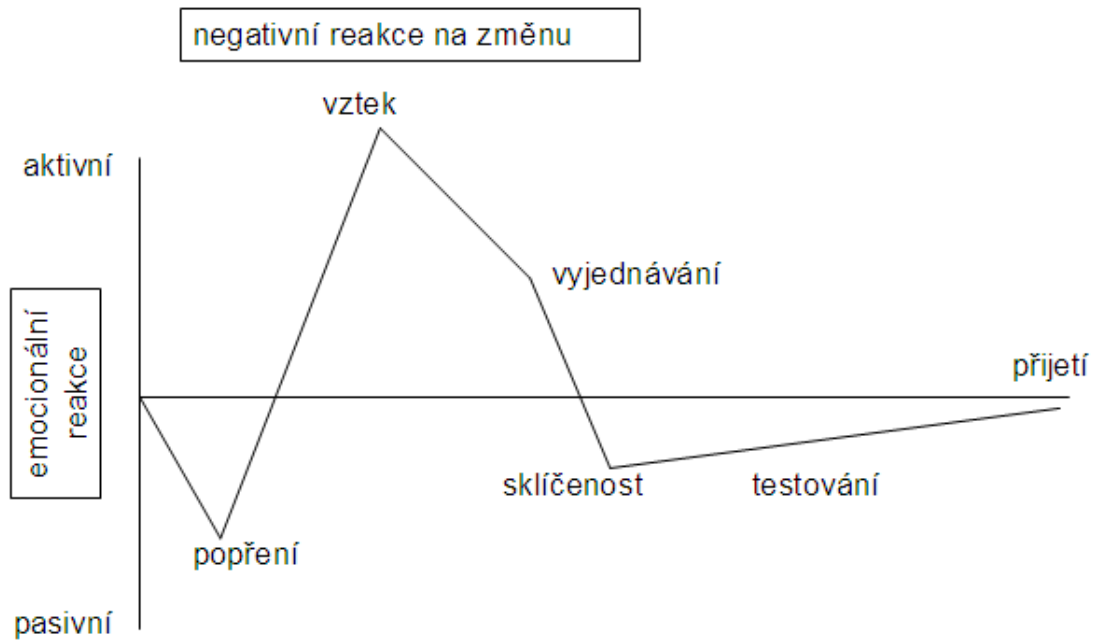 negativní reakce na změnu
vztek
aktivní
vyjednávání
emocionální
reakce
přijetí
sklíčenost
testování
popření
pasivní